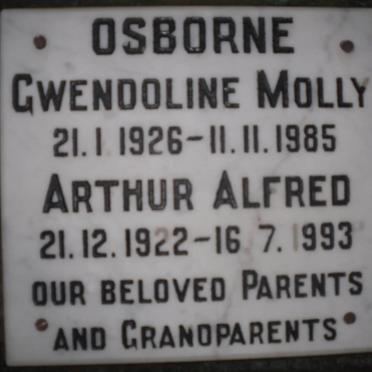 OSBORNE
GWENDOLINE MOLLY
21. 1 1926 - 11. 11. 1985
ARTHUR ALFRED
21. 12. 1922 - 16 7. 1993
OUR BELOVED PARENTS
AND GRANDPARENTS